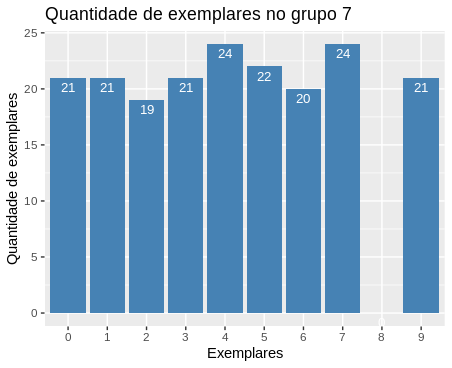 Quantidade de exemplares no grupo 7
Quantidade de exemplares
25
20
15
10
5
0
21 21 19 21 24 22 20 24 0 21
0 1 2 3 4 5 6 7 8 9
Exemplares